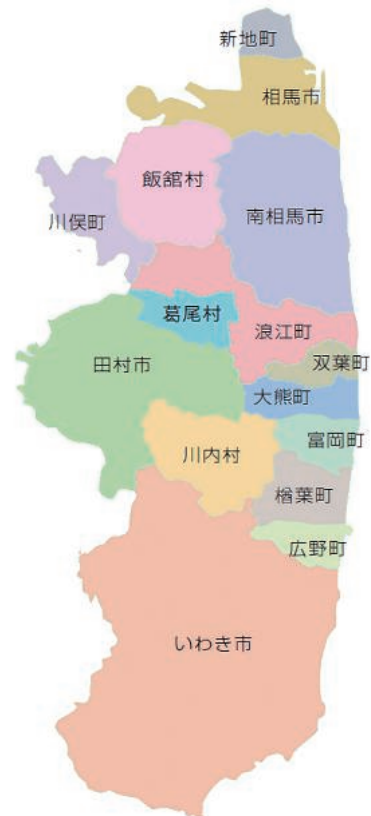 新地町
相馬市
飯舘村
南相馬市
川俣町
葛尾村
浪江町
双葉町
田村市
大熊町
富岡町
川内村
楢葉町
広野町
いわき市